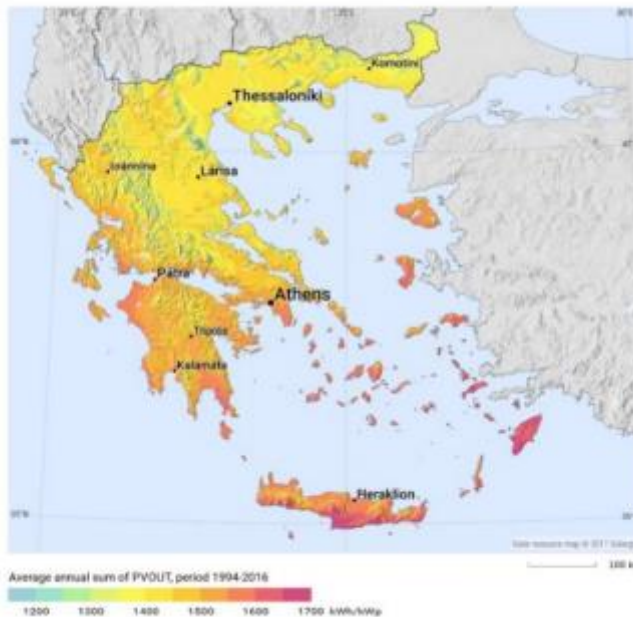 Komotini
Thessaloniki
Ioannina
Larisa
Patra
Athens
Tripolis
Kalamata
Heraklion
Average annual sum of PVOUT, period 1994-2016
1200 1300 1400 1500 1600 1700 kWh/kWp